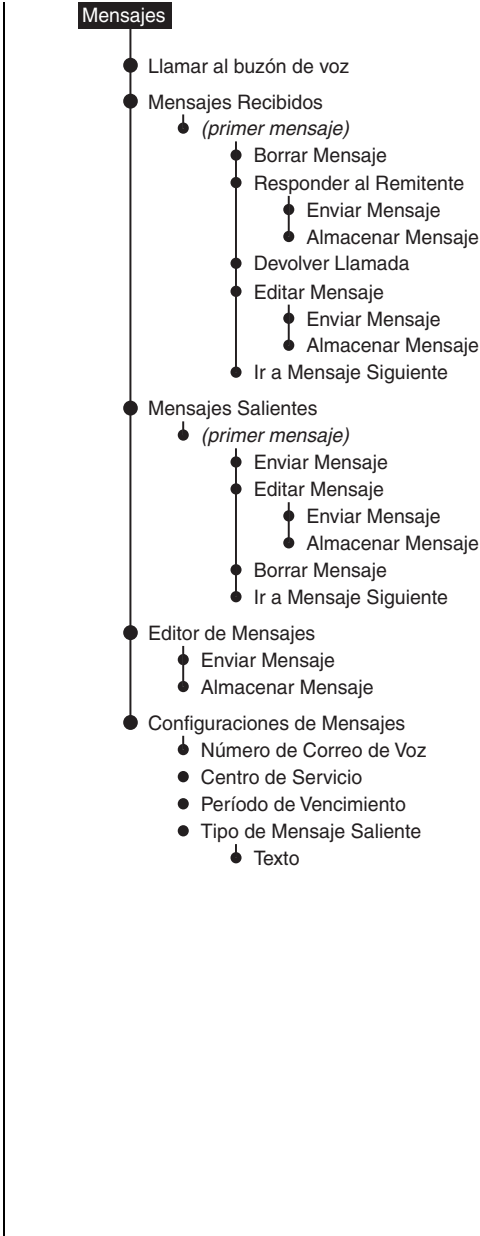 Mensajes
Llamar al buzón de voz
Mensajes Recibidos
(primer mensaje)
Borrar Mensaje
Responder al Remitente
Enviar Mensaje
Almacenar Mensaje
Devolver Llamada
Editar Mensaje
Enviar Mensaje
Almacenar Mensaje
Ir a Mensaje Siguiente
Mensajes Salientes
(primer mensaje)
Enviar Mensaje
Editar Mensaje
Enviar Mensaje
Almacenar Mensaje
Borrar Mensaje
Ir a Mensaje Siguiente
Editor de Mensajes
Enviar Mensaje
Almacenar Mensaje
Configuraciones de Mensajes
Número de Correo de Voz
Centro de Servicio
Período de Vencimiento
Tipo de Mensaje Saliente
Texto